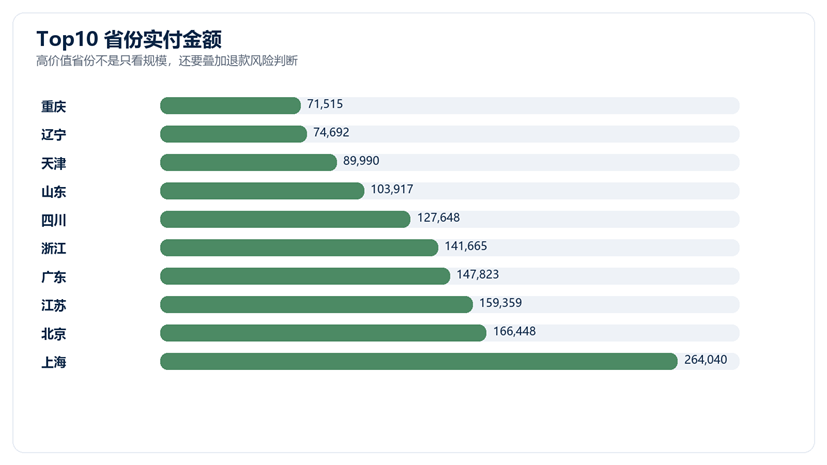 Top10 省份实付金额
高价值省份不是只看规模，还要叠加退款风险判断
重庆 71,515
辽宁 74,692
天津 89,990
山东 103,917
四川 127,648
浙江 141,665
广东 147,823
江苏 159,359
北京 166,448
上海 264,040